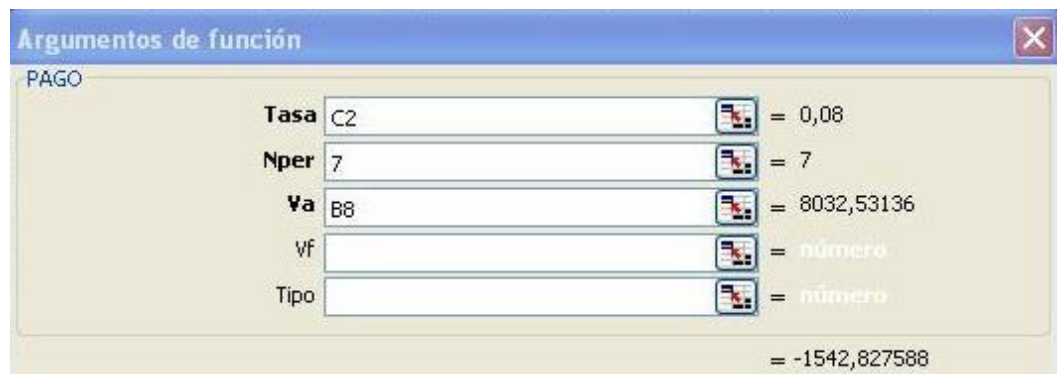 Argumentos de función
PAGO
Tasa C2 = 0,08
Nper 7 = 7
Va B8 = 8032,53136
Vf = número
Tipo = número
= -1542,827588